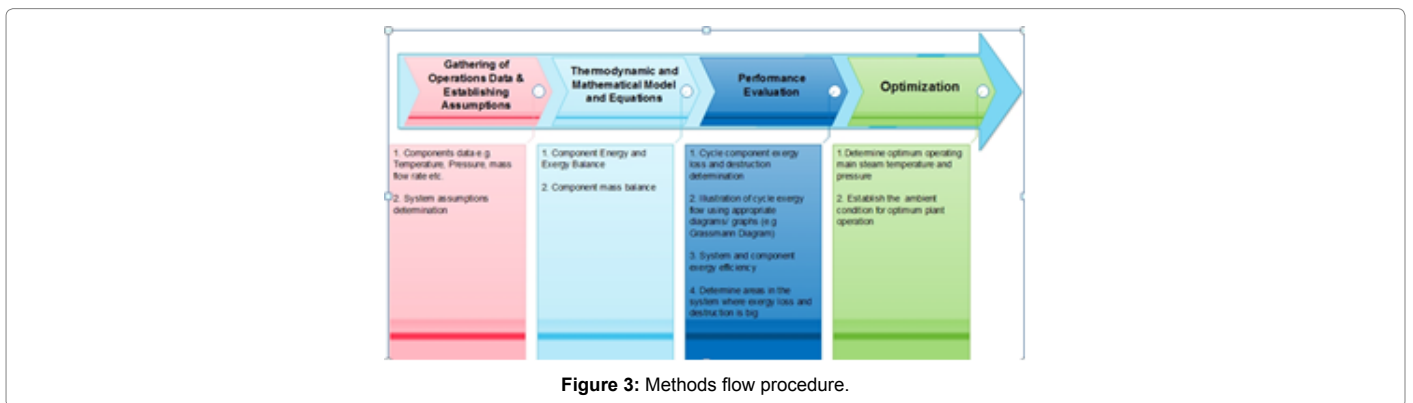 Gathering of
Operations Data &
Establishing
Assumptions
Thermodynamic and
Mathematical Model
and Equations
Performance
Evaluation
Optimization
1. Components data e.g
Temperature, Pressure, mass
flow rate etc.
2. System assumptions
determination
1. Component Energy and
Exergy Balance
2. Component mass balance
1. Cycle component exergy
loss and destruction
determination
2. Illustration of cycle exergy
flow using appropriate
diagrams/ graphs (e.g
Grassmann Diagram)
3. System and component
exergy efficiency
4. Determine areas in the
system where exergy loss and
destruction is big
1.Determine optimum operating
main steam temperature and
pressure
2. Establish the ambient
condition for optimum plant
operation
Figure 3: Methods flow procedure.